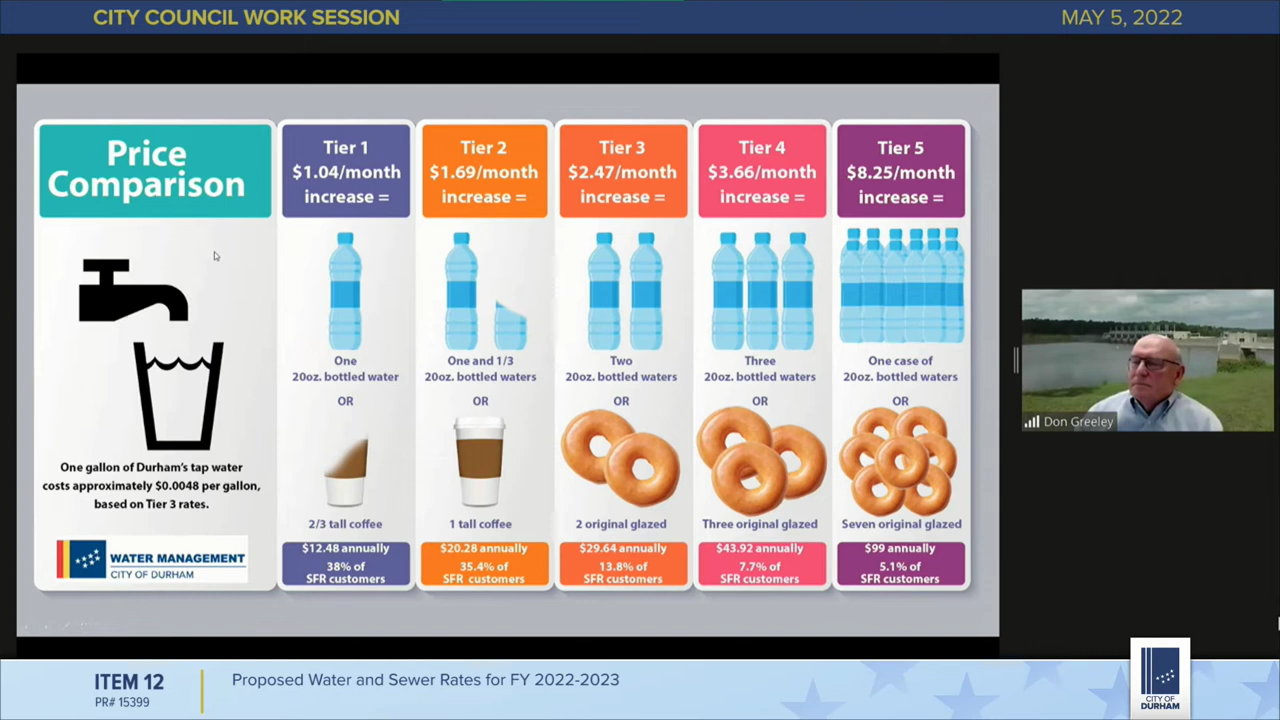 CITY COUNCIL WORK SESSION
MAY 5, 2022
Price
Comparison
One gallon of Durham's tap water
costs approximately $0.0048 per gallon,
based on Tier 3 rates.
WATER MANAGEMENT
CITY OF DURHAM
Tier 1
$1.04/month
increase =
One
20oz. bottled water
OR
2/3 tall coffee
$12.48 annually
38% of
SFR customers
Tier 2
$1.69/month
increase =
One and 1/3
20oz. bottled waters
OR
1 tall coffee
$20.28 annually
35.4% of
SFR customers
Tier 3
$2.47/month
increase =
Two
20oz. bottled waters
OR
2 original glazed
$29.64 annually
13.8% of
SFR customers
Tier 4
$3.66/month
increase =
Three
20oz. bottled waters
OR
Three original glazed
$43.92 annually
7.7% of
SFR customers
Tier 5
$8.25/month
increase =
One case of
20oz. bottled waters
OR
Seven original glazed
$99 annually
5.1% of
SFR customers
Don Greeley
ITEM 12
PR# 15399
Proposed Water and Sewer Rates for FY 2022-2023
CITY OF
DURHAM